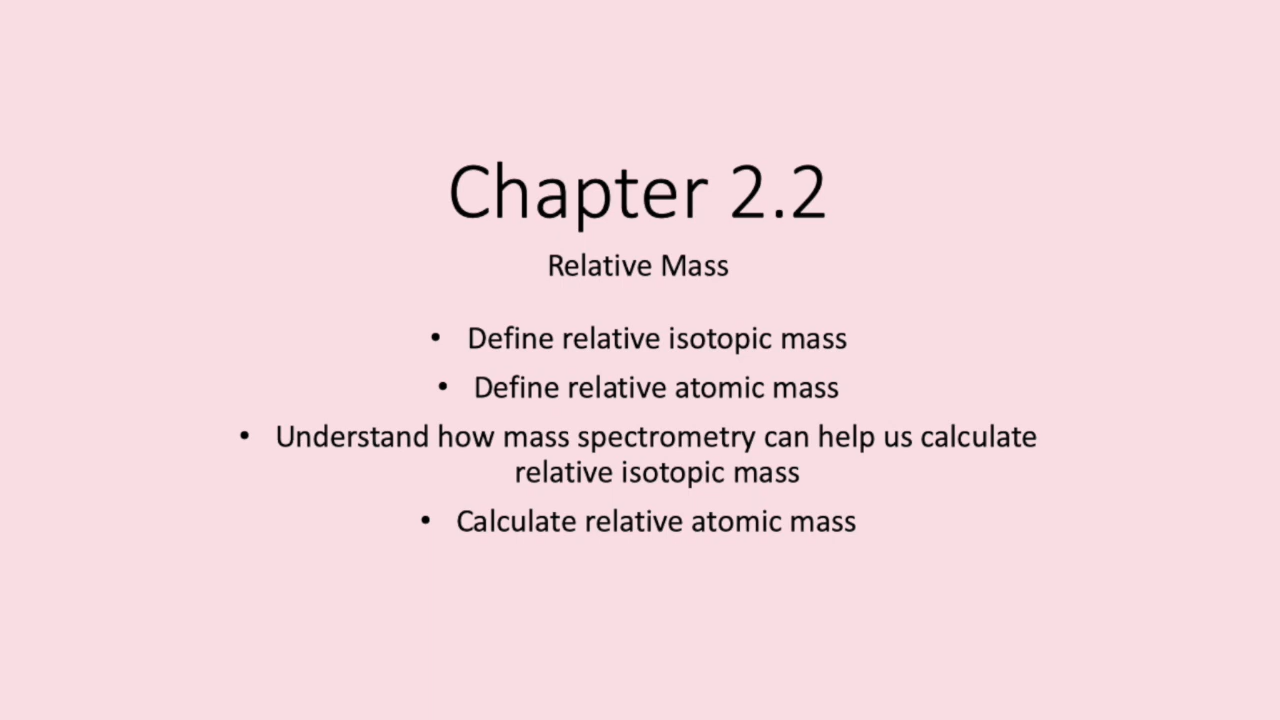 Chapter 2.2
Relative Mass
• Define relative isotopic mass
• Define relative atomic mass
• Understand how mass spectrometry can help us calculate
relative isotopic mass
• Calculate relative atomic mass